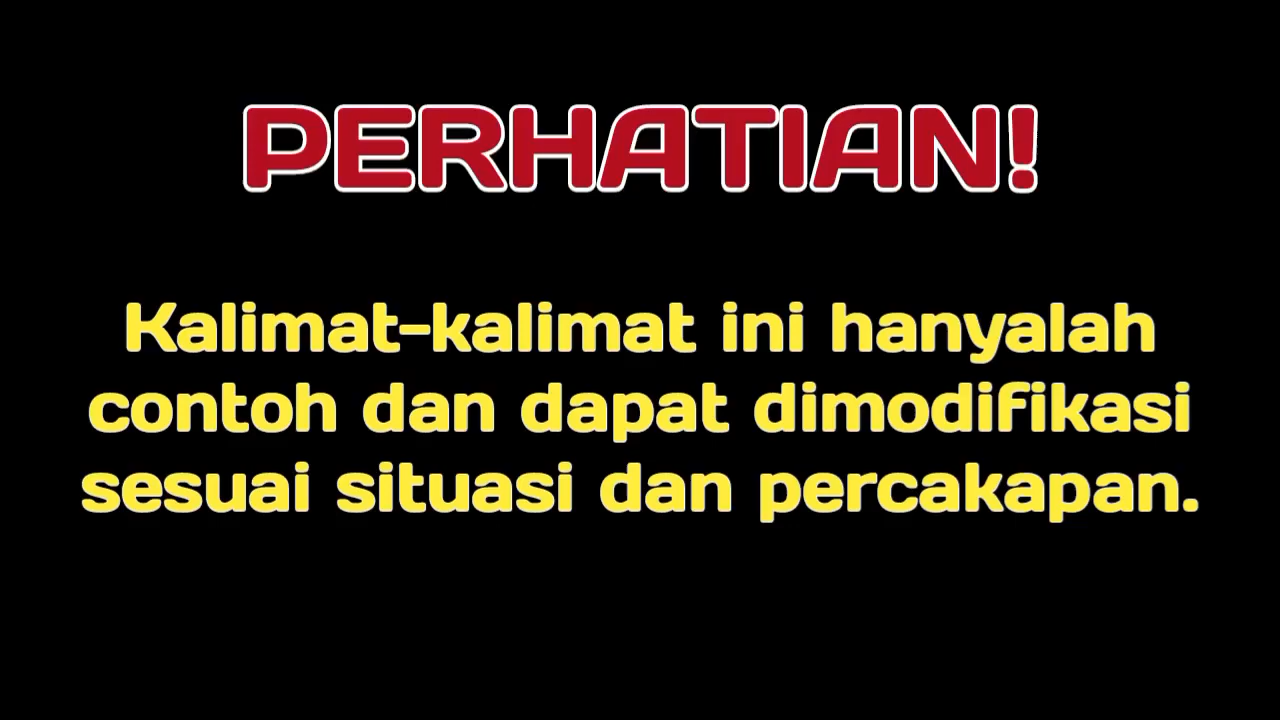 PERHATIAN!
Kalimat-kalimat ini hanyalah
contoh dan dapat dimodifikasi
sesuai situasi dan percakapan.